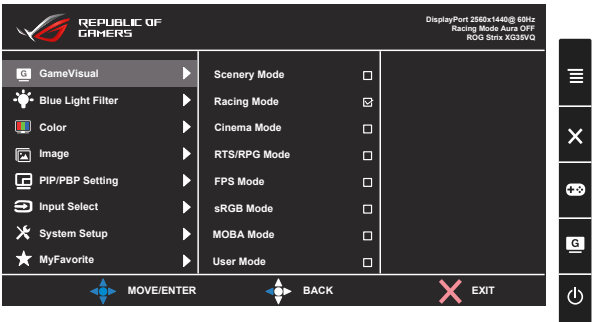 REPUBLIC OF
GAMERS
DisplayPort 2560x1440@ 60Hz
Racing Mode Aura OFF
ROG Strix XG35VQ
G GameVisual
Blue Light Filter
Color
Image
PIP/PBP Setting
Input Select
System Setup
MyFavorite
Scenery Mode
Racing Mode
Cinema Mode
RTS/RPG Mode
FPS Mode
sRGB Mode
MOBA Mode
User Mode
MOVE/ENTER
BACK
EXIT
G